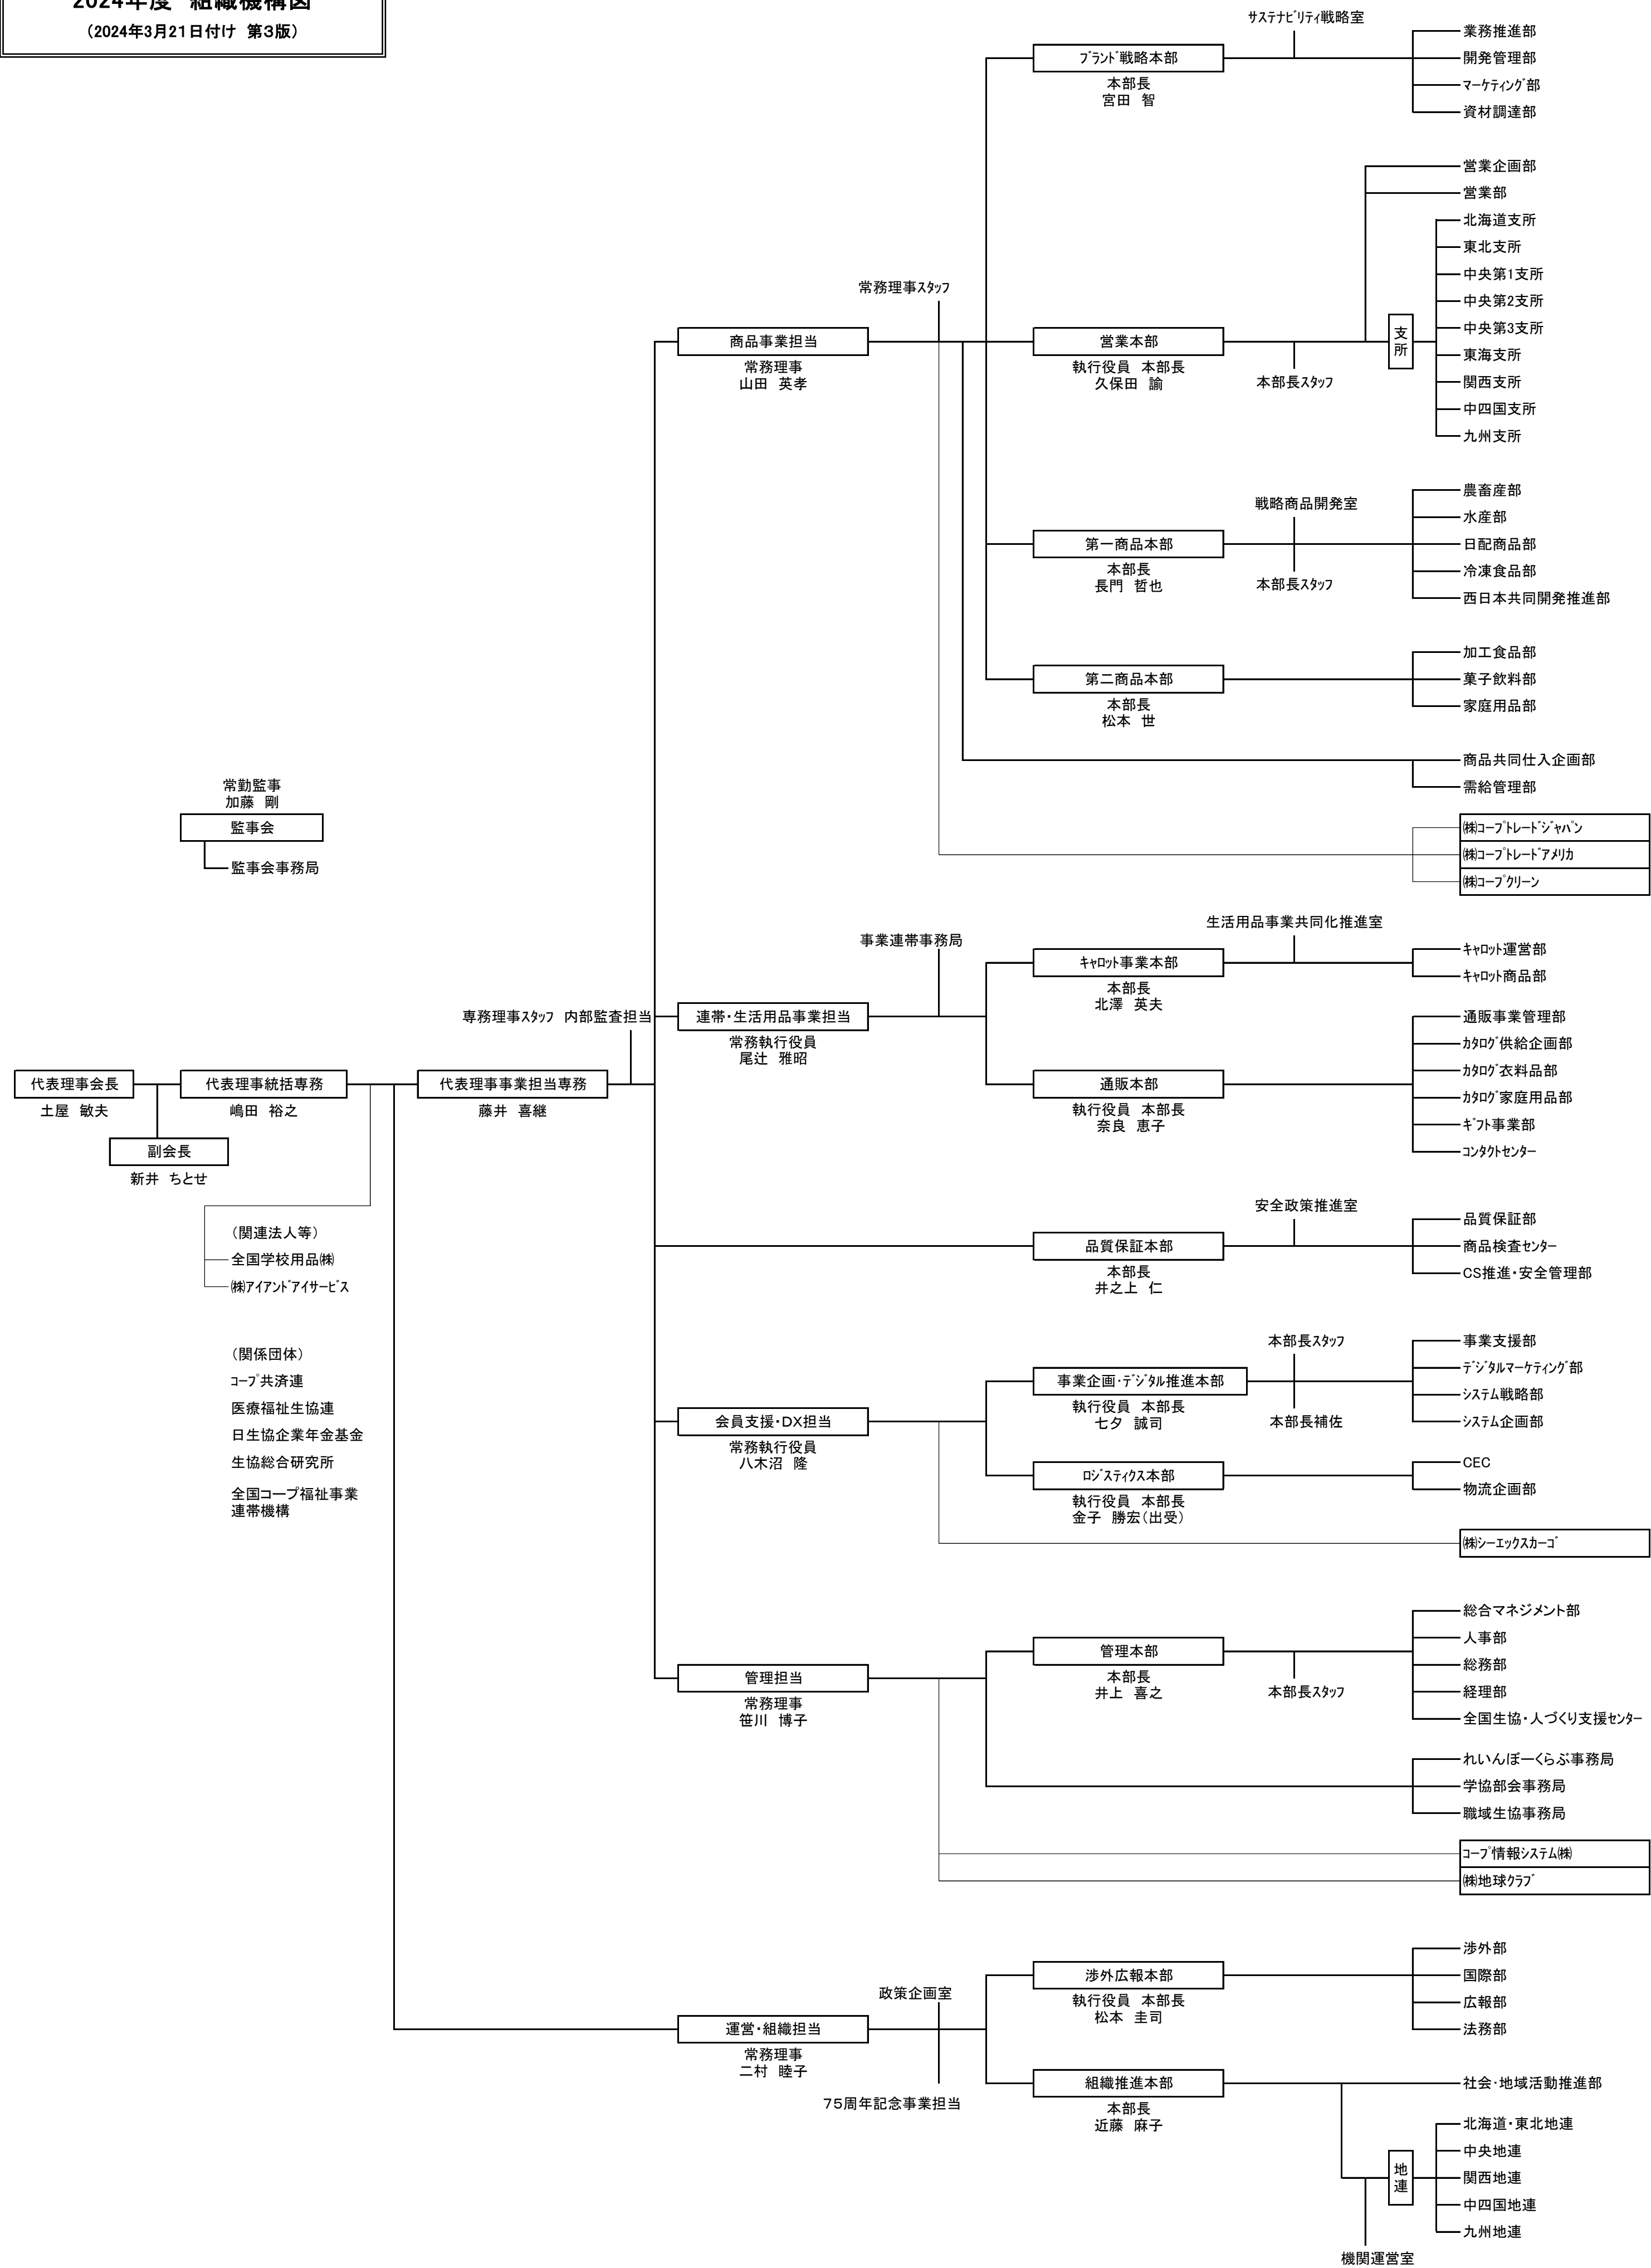 2024年度 組織機構図
（2024年3月21日付け 第3版）
サステナビリティ戦略室
ブランド戦略本部
本部長
宮田 智
業務推進部
開発管理部
マーケティング部
資材調達部
営業企画部
営業部
北海道支所
東北支所
中央第1支所
中央第2支所
中央第3支所
東海支所
関西支所
中四国支所
九州支所
支所
常務理事スタッフ
商品事業担当
常務理事
山田 英孝
営業本部
執行役員 本部長
久保田 諭
本部長スタッフ
戦略商品開発室
第一商品本部
本部長
長門 哲也
本部長スタッフ
農畜産部
水産部
日配商品部
冷凍食品部
西日本共同開発推進部
第二商品本部
本部長
松本 世
加工食品部
菓子飲料部
家庭用品部
商品共同仕入企画部
需給管理部
常勤監事
加藤 剛
監事会
監事会事務局
㈱コープトレードジャパン
㈱コープトレードアメリカ
㈱コープクリーン
生活用品事業共同化推進室
事業連帯事務局
キャロット事業本部
本部長
北澤 英夫
キャロット運営部
キャロット商品部
専務理事スタッフ 内部監査担当
連帯・生活用品事業担当
常務執行役員
尾辻 雅昭
通販本部
執行役員 本部長
奈良 恵子
通販事業管理部
カタログ供給企画部
カタログ衣料品部
カタログ家庭用品部
ギフト事業部
コンタクトセンター
代表理事会長
土屋 敏夫
代表理事統括専務
嶋田 裕之
代表理事事業担当専務
藤井 喜継
副会長
新井 ちとせ
（関連法人等）
全国学校用品㈱
㈱アイアンドアイサービス
安全政策推進室
品質保証本部
本部長
井之上 仁
品質保証部
商品検査センター
CS推進・安全管理部
（関係団体）
コープ共済連
医療福祉生協連
日生協企業年金基金
生協総合研究所
全国コープ福祉事業
連帯機構
本部長スタッフ
事業企画・デジタル推進本部
執行役員 本部長
七夕 誠司
本部長補佐
事業支援部
デジタルマーケティング部
システム戦略部
システム企画部
会員支援・DX担当
常務執行役員
八木沼 隆
ロジスティクス本部
執行役員 本部長
金子 勝宏（出受）
CEC
物流企画部
㈱シーエックスカーゴ
管理本部
本部長
井上 喜之
本部長スタッフ
総合マネジメント部
人事部
総務部
経理部
全国生協・人づくり支援センター
管理担当
常務理事
笹川 博子
れいんぼーくらぶ事務局
学協部会事務局
職域生協事務局
コープ情報システム㈱
㈱地球クラブ
政策企画室
運営・組織担当
常務理事
二村 睦子
75周年記念事業担当
渉外広報本部
執行役員 本部長
松本 圭司
渉外部
国際部
広報部
法務部
組織推進本部
本部長
近藤 麻子
社会・地域活動推進部
北海道・東北地連
中央地連
関西地連
中四国地連
九州地連
地連
機関運営室